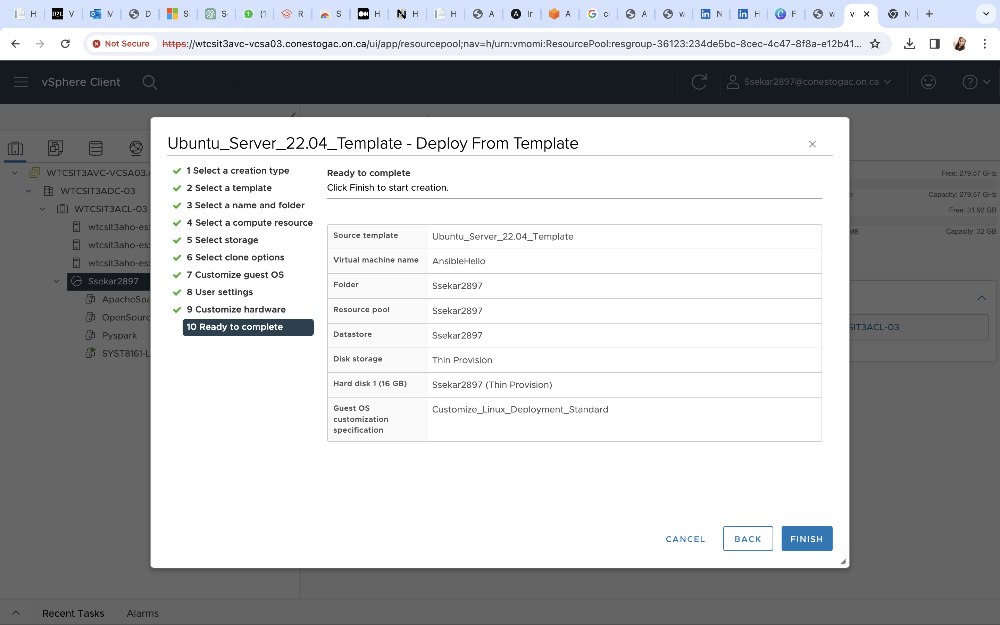 H
D2L V
M
D
S
S
1 (1
R
S
H
H
H
A
A In
A
cr
A
w
N
H
F
w
v
N
Not Secure https://wtcsit3avc-vcsa03.conestogac.on.ca/ui/app/resourcepool;nav=h/urn:vmomi:ResourcePool:resgroup-36123:234de5bc-8cec-4c47-8f8a-e12b41...
vSphere Client
Ssekar2897@conestogac.on.ca
WTCSIT3AVC-VCSA03.c
WTCSIT3ADC-03
WTCSIT3ACL-03
wtcsit3aho-esx
wtcsit3aho-esx
wtcsit3aho-esx
Ssekar2897
ApacheSpa
OpenSourc
Pyspark
SYST8161-L
Ubuntu_Server_22.04_Template - Deploy From Template
1 Select a creation type
2 Select a template
3 Select a name and folder
4 Select a compute resource
5 Select storage
6 Select clone options
7 Customize guest OS
8 User settings
9 Customize hardware
10 Ready to complete
Ready to complete
Click Finish to start creation.
Source template Ubuntu_Server_22.04_Template
Virtual machine name AnsibleHello
Folder Ssekar2897
Resource pool Ssekar2897
Datastore Ssekar2897
Disk storage Thin Provision
Hard disk 1 (16 GB) Ssekar2897 (Thin Provision)
Guest OS customization specification Customize_Linux_Deployment_Standard
CANCEL BACK FINISH
Free: 279.57 GHz
z Capacity: 279.57 GHz
Free: 31.92 GB
MB Capacity: 32 GB
SIT3ACL-03
Recent Tasks Alarms